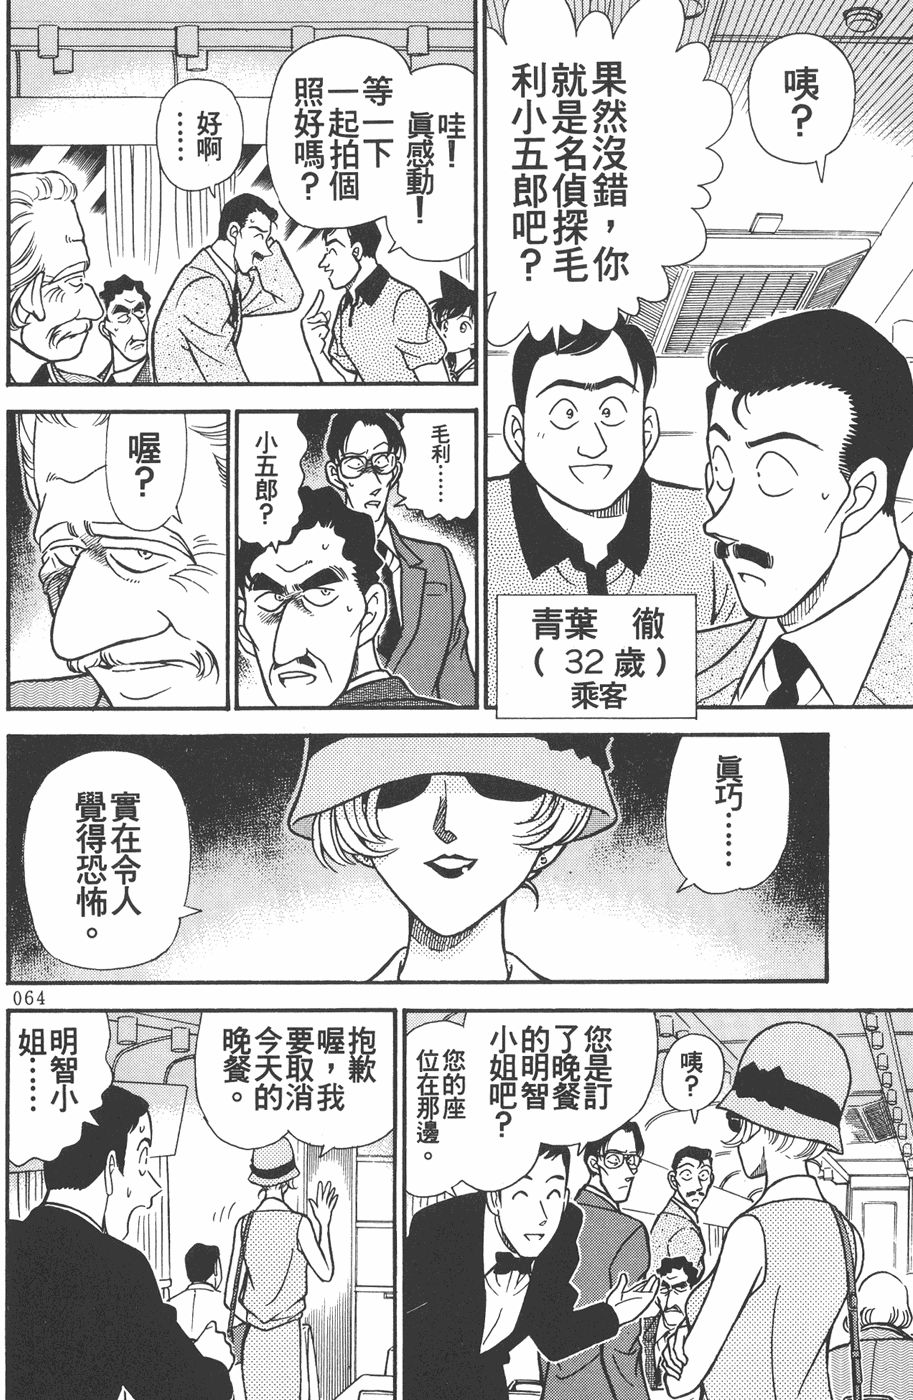 咦？
果然沒錯，你
就是名偵探毛
利小五郎吧？
青葉　徹
（32歲）
乘客
哇！
眞感動！
等一下
一起拍個
照好嗎？
好啊
……
毛利……
小五郎？
喔？
眞巧……
實在令人
覺得恐怖。
064
咦？
您是訂
了晚餐
的明智
小姐吧？
您的座
位在那邊。
抱歉
喔，我
要取消
今天的
晚餐。
明智小
姐……